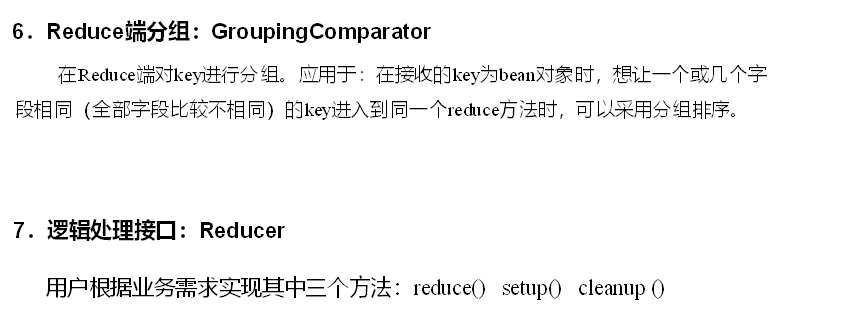 6．Reduce端分组：GroupingComparator
在Reduce端对key进行分组。应用于：在接收的key为bean对象时，想让一个或几个字
段相同（全部字段比较不相同）的key进入到同一个reduce方法时，可以采用分组排序。
7．逻辑处理接口：Reducer
用户根据业务需求实现其中三个方法：reduce() setup() cleanup ()